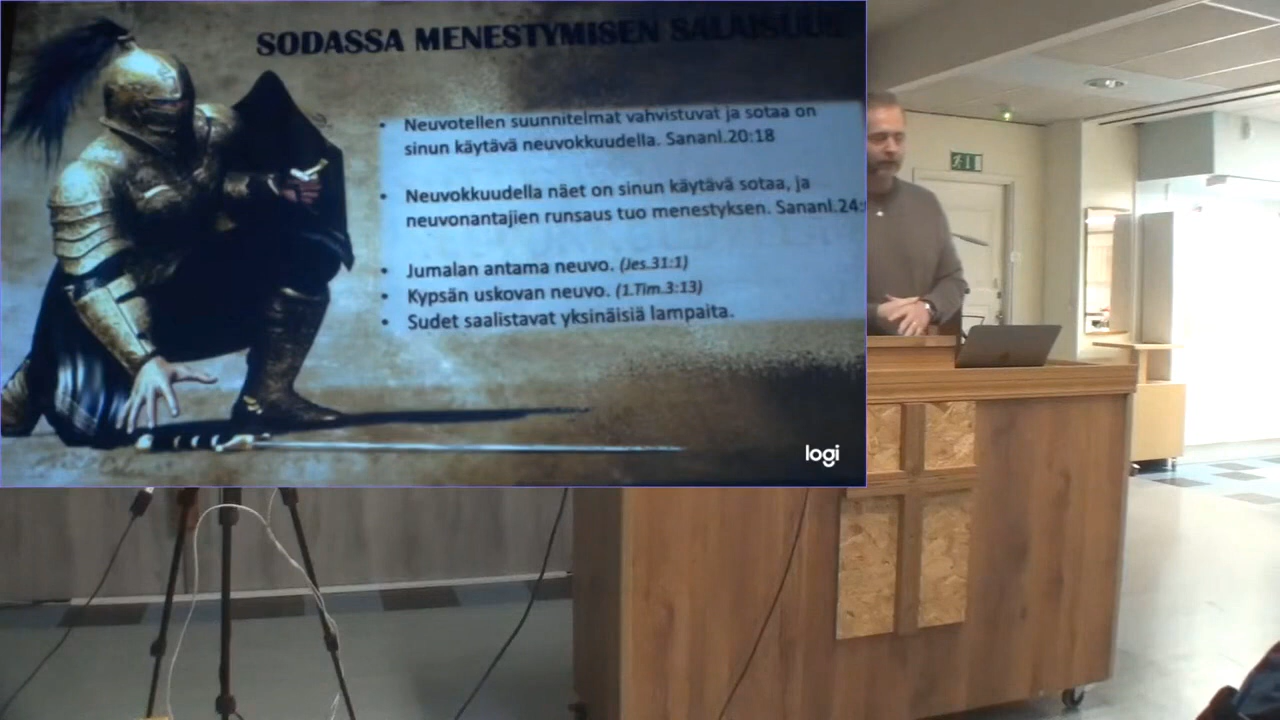 SODASSA MENESTYMISEN SALAISUUS
• Neuvotellen suunnitelmat vahvistuvat ja sotaa on
sinun käytävä neuvokkuudella. Sananl.20:18
• Neuvokkuudella näet on sinun käytävä sotaa, ja
neuvonantajien runsaus tuo menestyksen. Sananl.24:
• Jumalan antama neuvo. (Jes.31:1)
• Kypsän uskovan neuvo. (1.Tim.3:13)
• Sudet saalistavat yksinäisiä lampaita.
logi